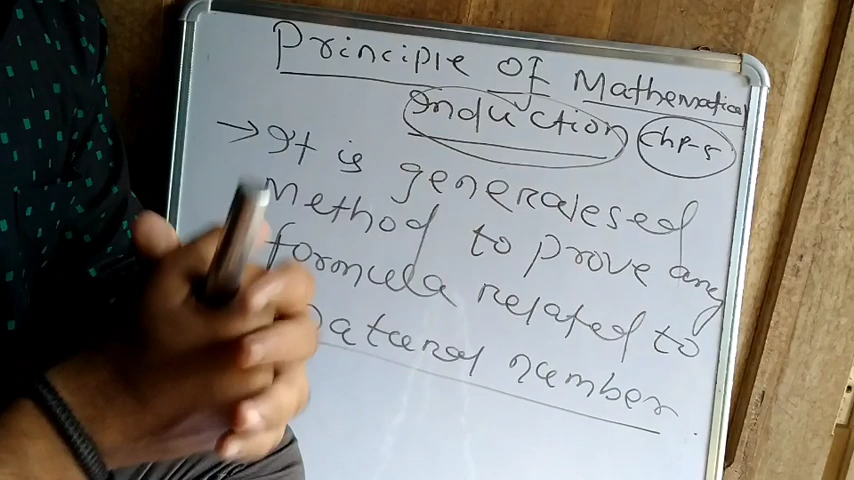 Principle Of Mathematical
Induction Chp-5
→ It is generalesed
Method to prove any
formula related to
Natural number.